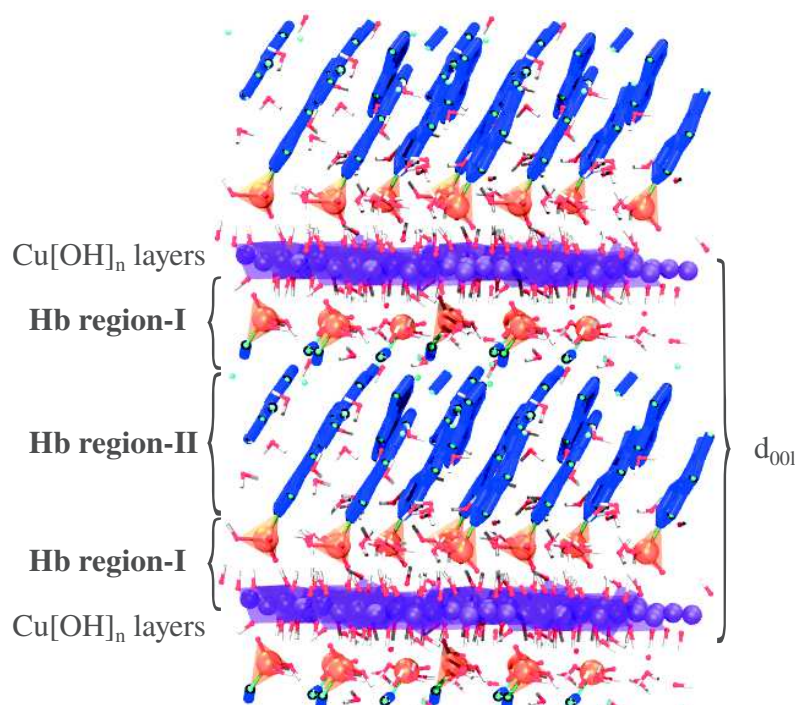 Cu[OH]ₙ layers
Hb region-I
Hb region-II
d₀₀₁
Hb region-I
Cu[OH]ₙ layers